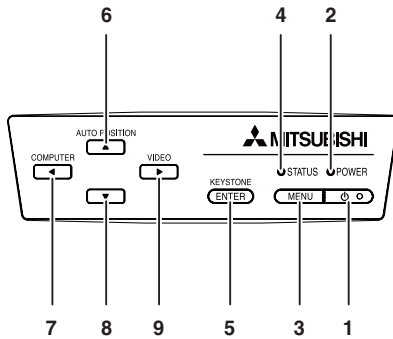 6 4 2
AUTO POSITION
MITSUBISHI
COMPUTER VIDEO
STATUS POWER
KEYSTONE
ENTER MENU
7 8 9 5 3 1